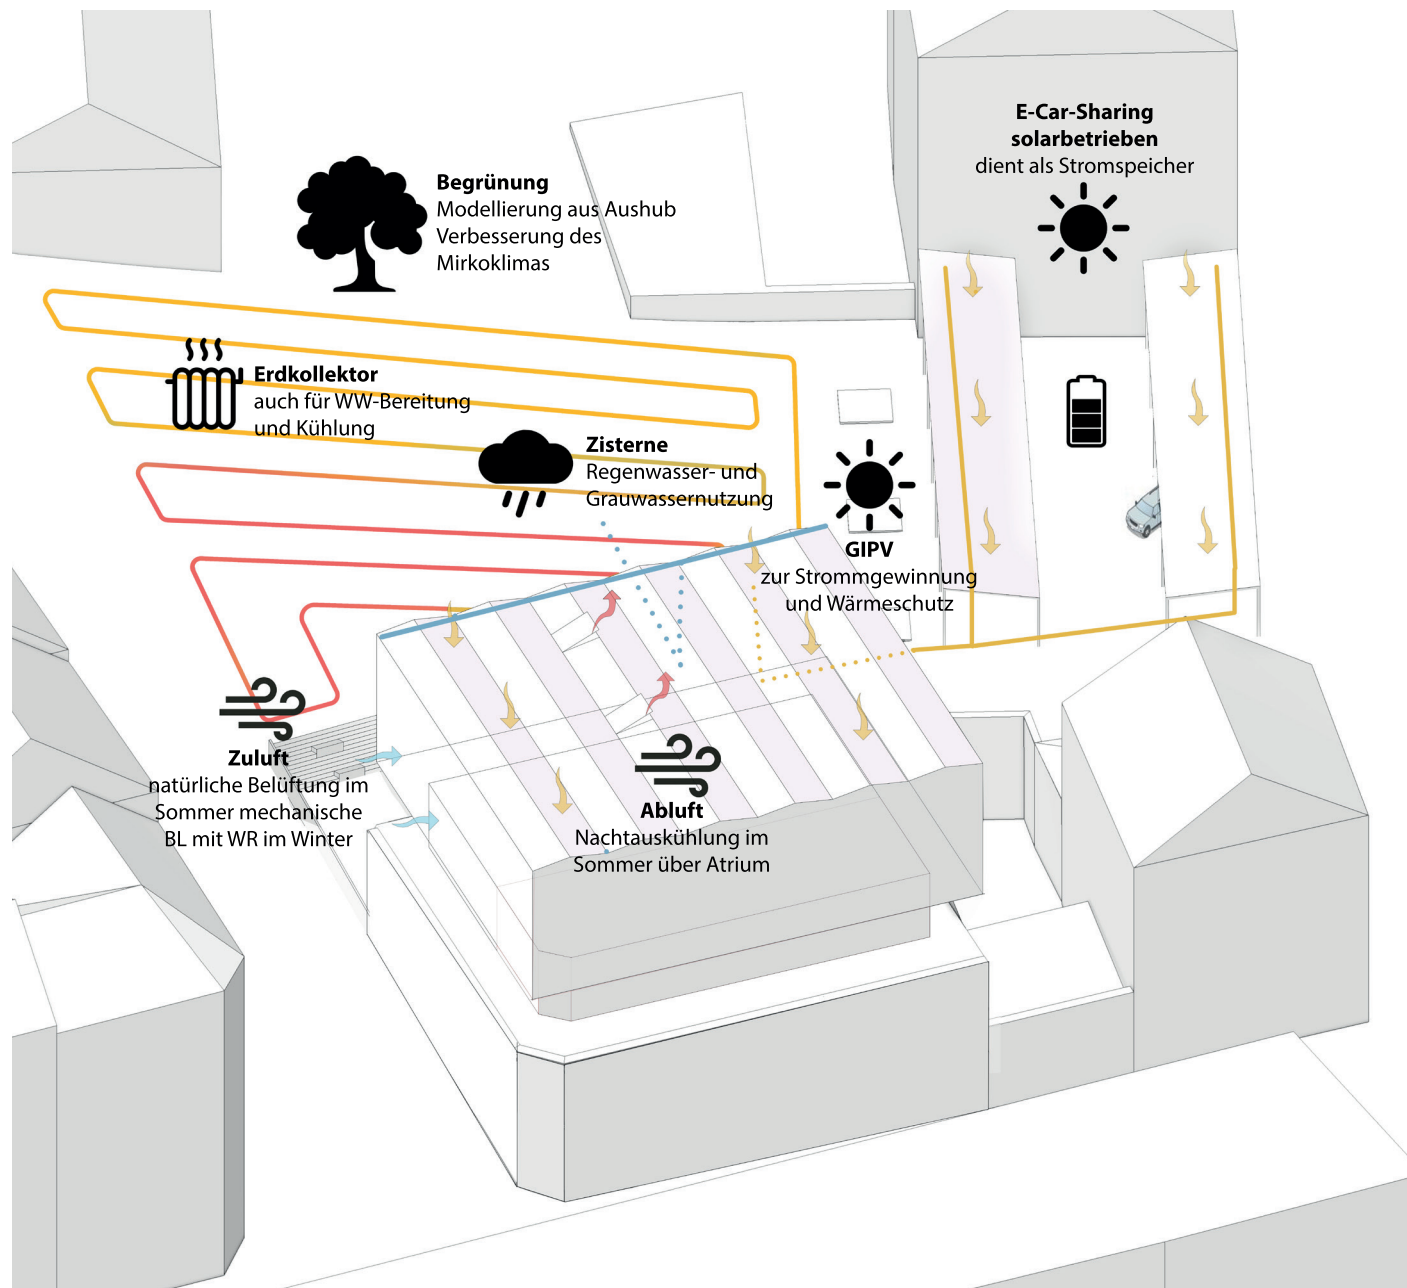 E-Car-Sharing
solarbetrieben
dient als Stromspeicher
Begrünung
Modellierung aus Aushub
Verbesserung des
Mirkoklimas
Erdkollektor
auch für WW-Bereitung
und Kühlung
Zisterne
Regenwasser- und
Grauwassernutzung
GIPV
zur Strommgewinnung
und Wärmeschutz
Zuluft
natürliche Belüftung im
Sommer mechanische
BL mit WR im Winter
Abluft
Nachtauskühlung im
Sommer über Atrium